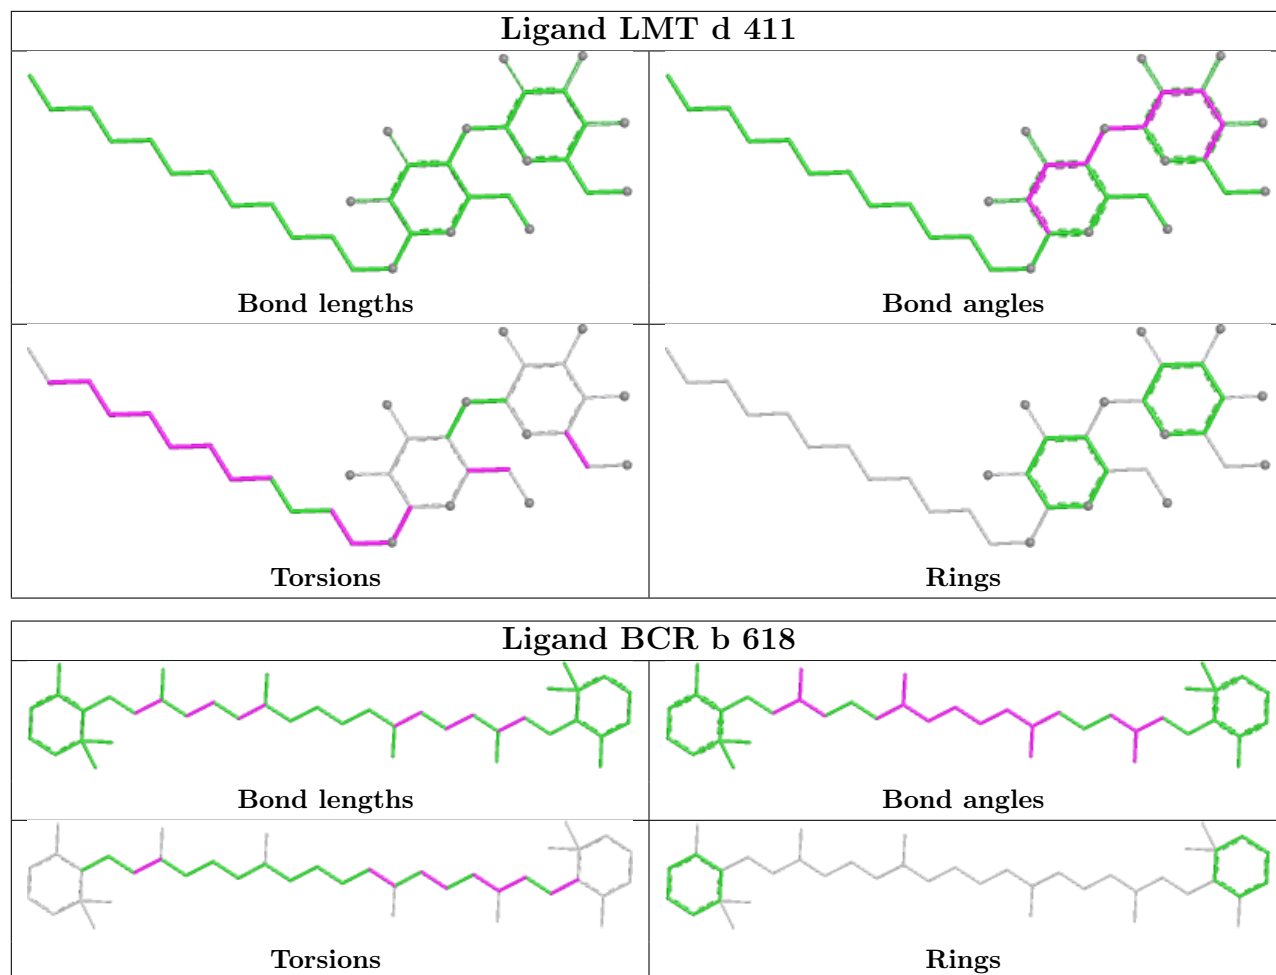 Ligand LMT d 411
Bond lengths
Bond angles
Torsions
Rings
Ligand BCR b 618
Bond lengths
Bond angles
Torsions
Rings